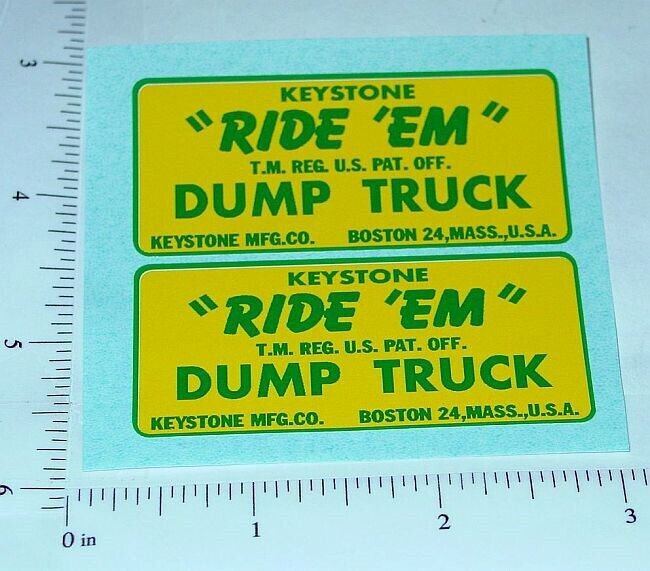 KEYSTONE
"RIDE 'EM"
T.M. REG. U.S. PAT. OFF.
DUMP TRUCK
KEYSTONE MFG.CO. BOSTON 24,MASS.,U.S.A.
KEYSTONE
"RIDE 'EM"
T.M. REG. U.S. PAT. OFF.
DUMP TRUCK
KEYSTONE MFG.CO. BOSTON 24,MASS.,U.S.A.
3
4
5
6
0 in 1 2 3